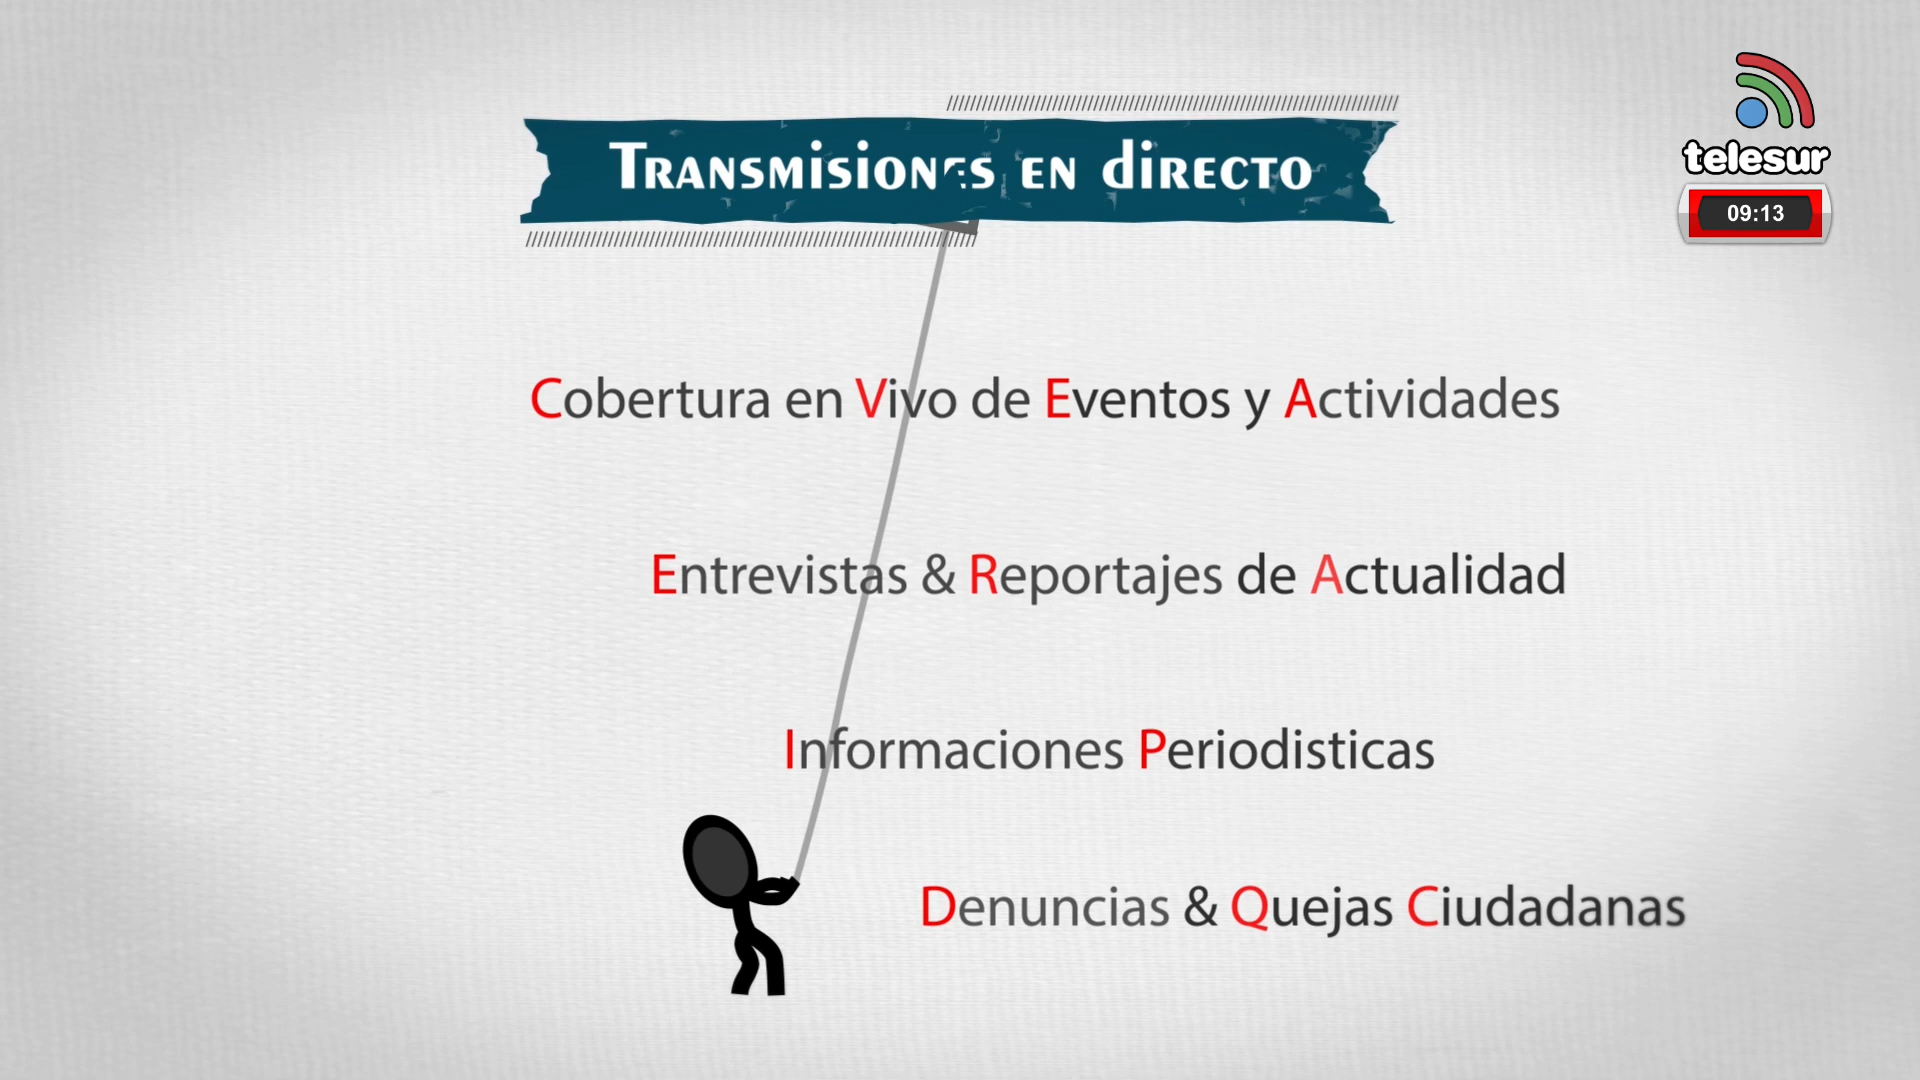 Transmisiones en directo
telesur
09:13
Cobertura en Vivo de Eventos y Actividades
Entrevistas & Reportajes de Actualidad
Informaciones Periodisticas
Denuncias & Quejas Ciudadanas